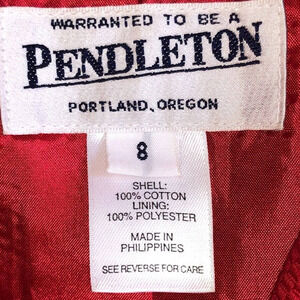 WARRANTED TO BE A
PENDLETON
PORTLAND, OREGON
8
SHELL:
100% COTTON
LINING:
100% POLYESTER
MADE IN
PHILIPPINES
SEE REVERSE FOR CARE